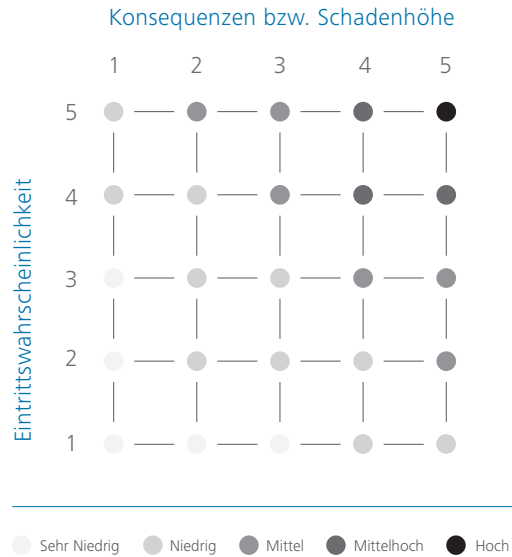 Konsequenzen bzw. Schadenhöhe
1 2 3 4 5
5
4
3
2
1
Eintrittswahrscheinlichkeit
Sehr Niedrig Niedrig Mittel Mittelhoch Hoch